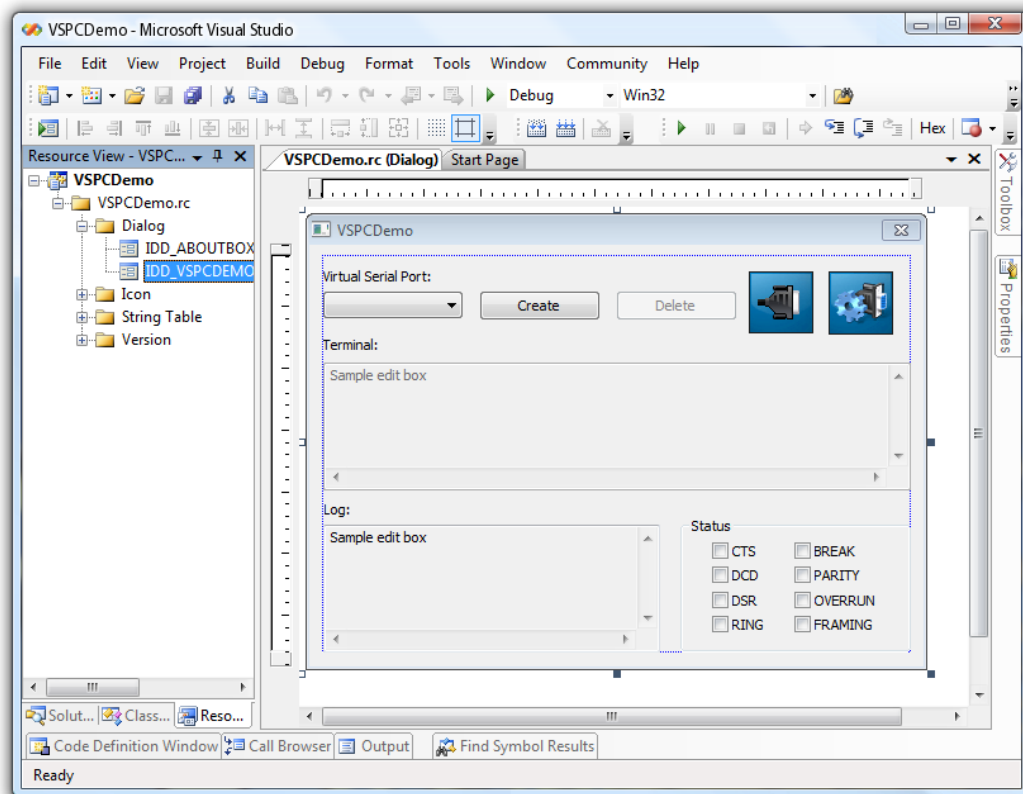 VSPCDemo - Microsoft Visual Studio
File Edit View Project Build Debug Format Tools Window Community Help
Debug Win32
Hex
Resource View - VSPC...
VSPCDemo.rc (Dialog) Start Page
VSPCDemo
VSPCDemo.rc
Dialog
IDD_ABOUTBOX
IDD_VSPCDEMO
Icon
String Table
Version
VSPCDemo
Virtual Serial Port:
Create Delete
Terminal:
Sample edit box
Log:
Sample edit box
Status
CTS BREAK
DCD PARITY
DSR OVERRUN
RING FRAMING
Toolbox
Properties
Solut... Class... Reso...
Code Definition Window Call Browser Output Find Symbol Results
Ready